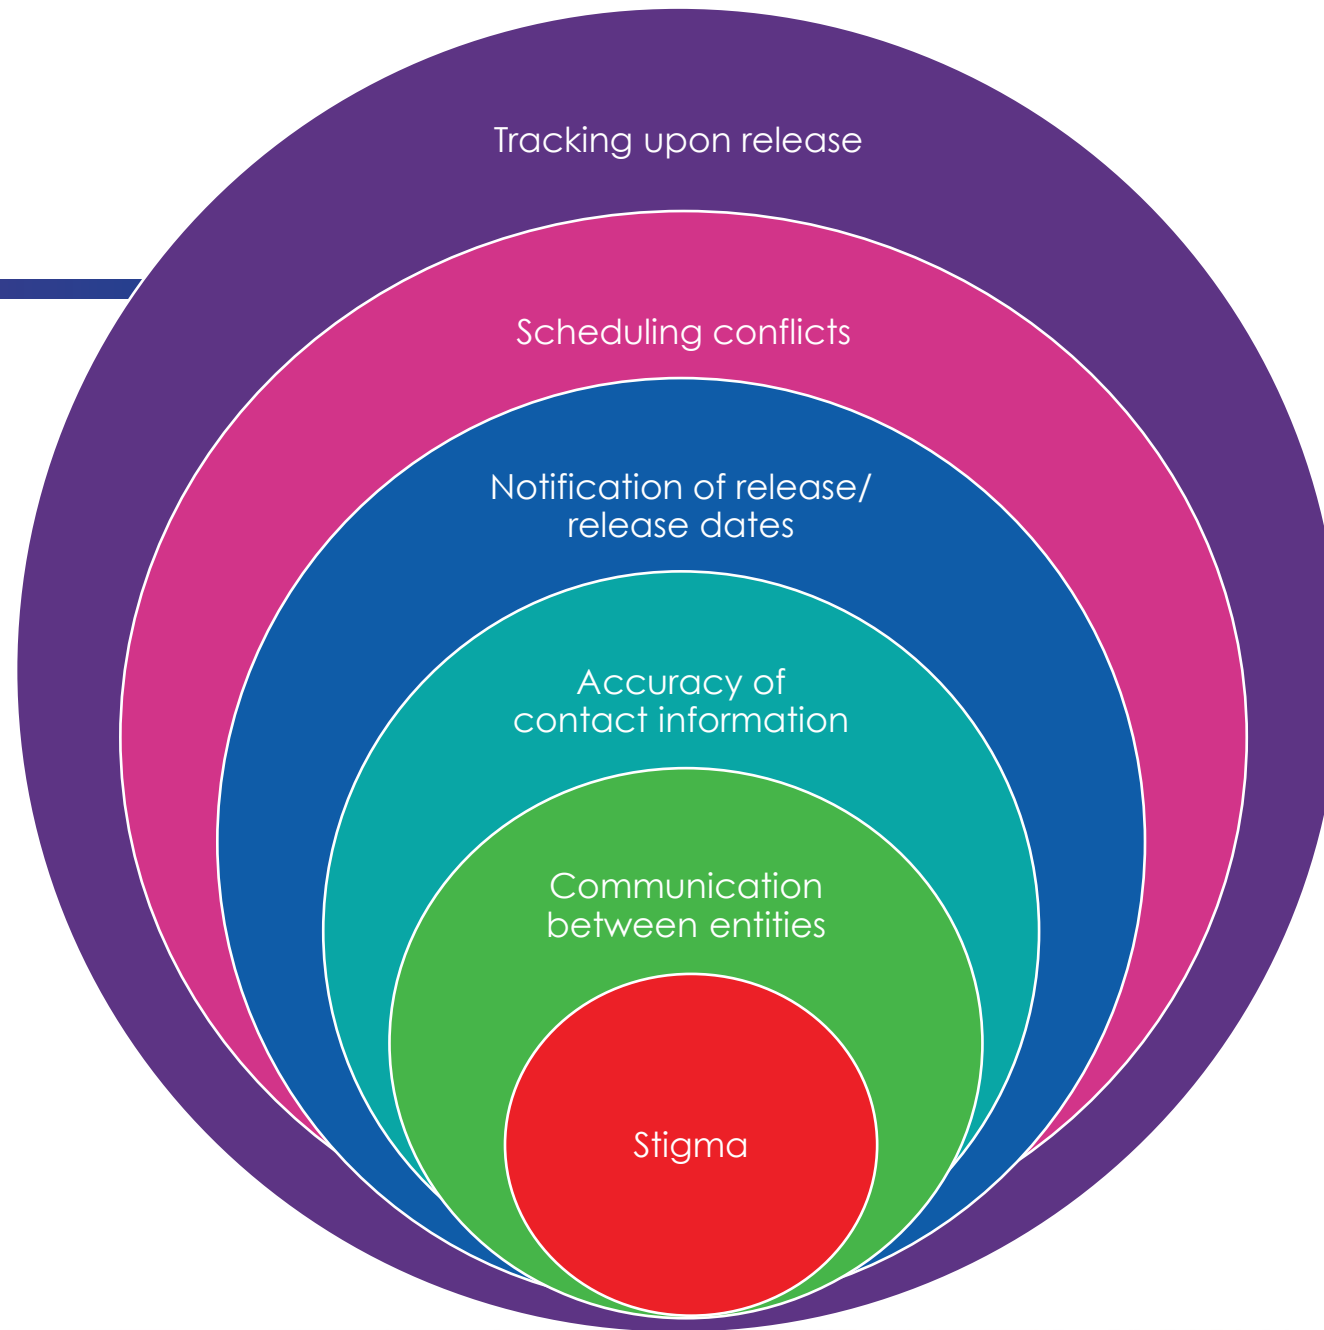 Tracking upon release
Scheduling conflicts
Notification of release/
release dates
Accuracy of
contact information
Communication
between entities
Stigma